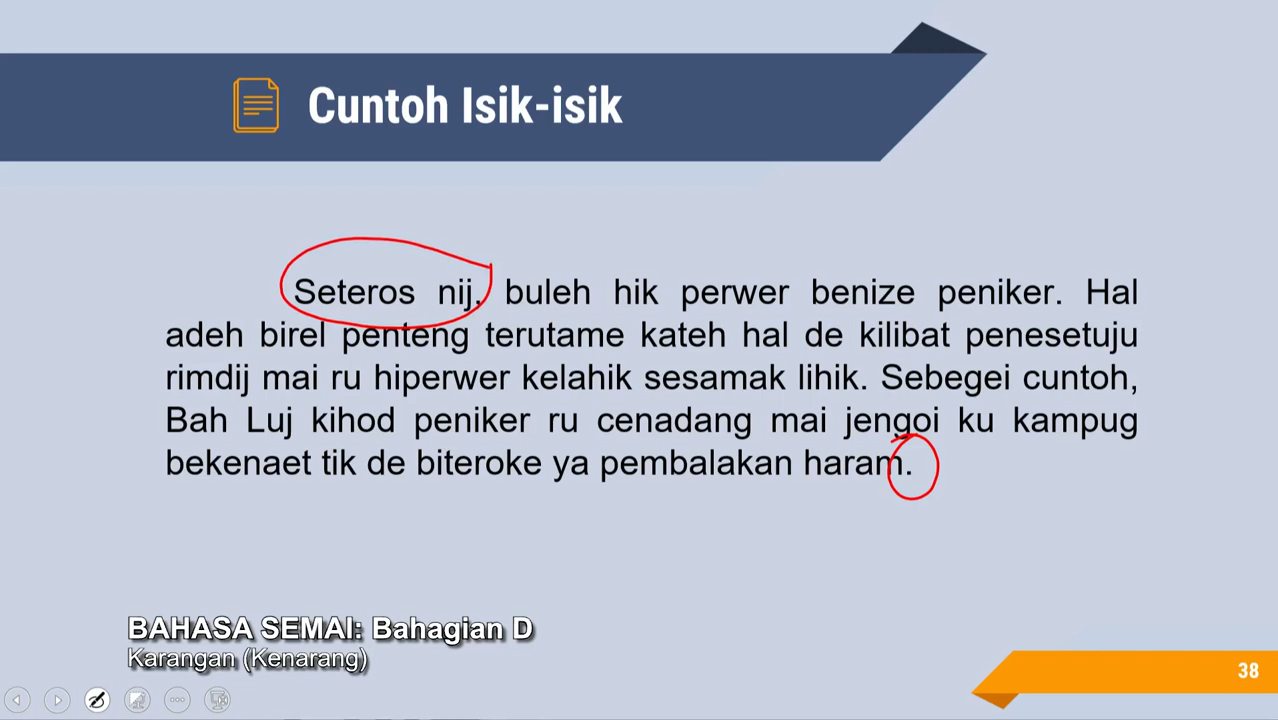 Cuntoh Isik-isik
Seteros nij, buleh hik perwer benize peniker. Hal
adeh birel penteng terutame kateh hal de kilibat penesetuju
rimdij mai ru hiperwer kelahik sesamak lihik. Sebegei cuntoh,
Bah Luj kihod peniker ru cenadang mai jengoi ku kampug
bekenaet tik de biteroke ya pembalakan haram.
BAHASA SEMAI: Bahagian D
Karangan (Kenarang)
38